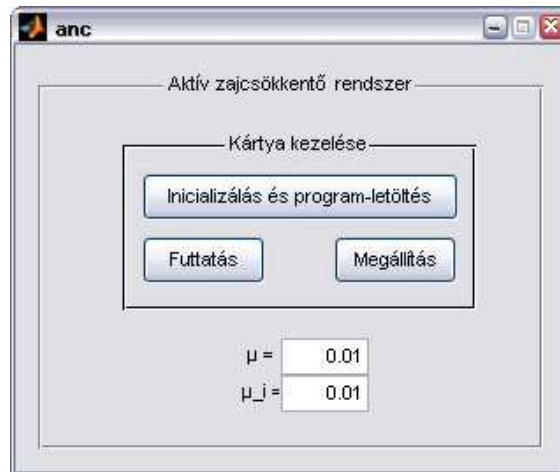 anc
Aktív zajcsökkentő rendszer
Kártya kezelése
Inicializálás és program-letöltés
Futtatás Megállítás
μ = 0.01
μ_i = 0.01